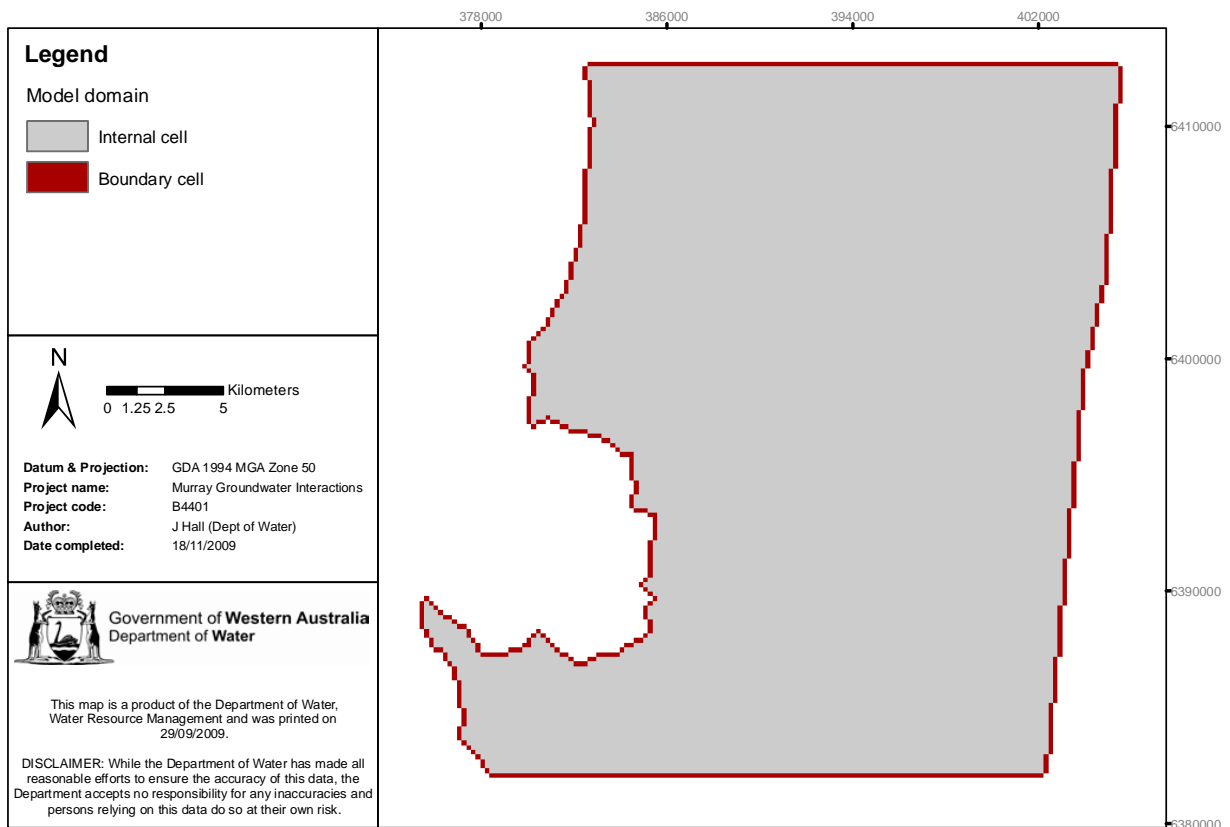 378000 386000 394000 402000
Legend
Model domain
Internal cell
Boundary cell
6410000
6400000
6390000
6380000
N
Kilometers
0 1.25 2.5 5
Datum & Projection: GDA 1994 MGA Zone 50
Project name: Murray Groundwater Interactions
Project code: B4401
Author: J Hall (Dept of Water)
Date completed: 18/11/2009
Government of Western Australia
Department of Water
This map is a product of the Department of Water,
Water Resource Management and was printed on
29/09/2009.
DISCLAIMER: While the Department of Water has made all
reasonable efforts to ensure the accuracy of this data, the
Department accepts no responsibility for any inaccuracies and
persons relying on this data do so at their own risk.